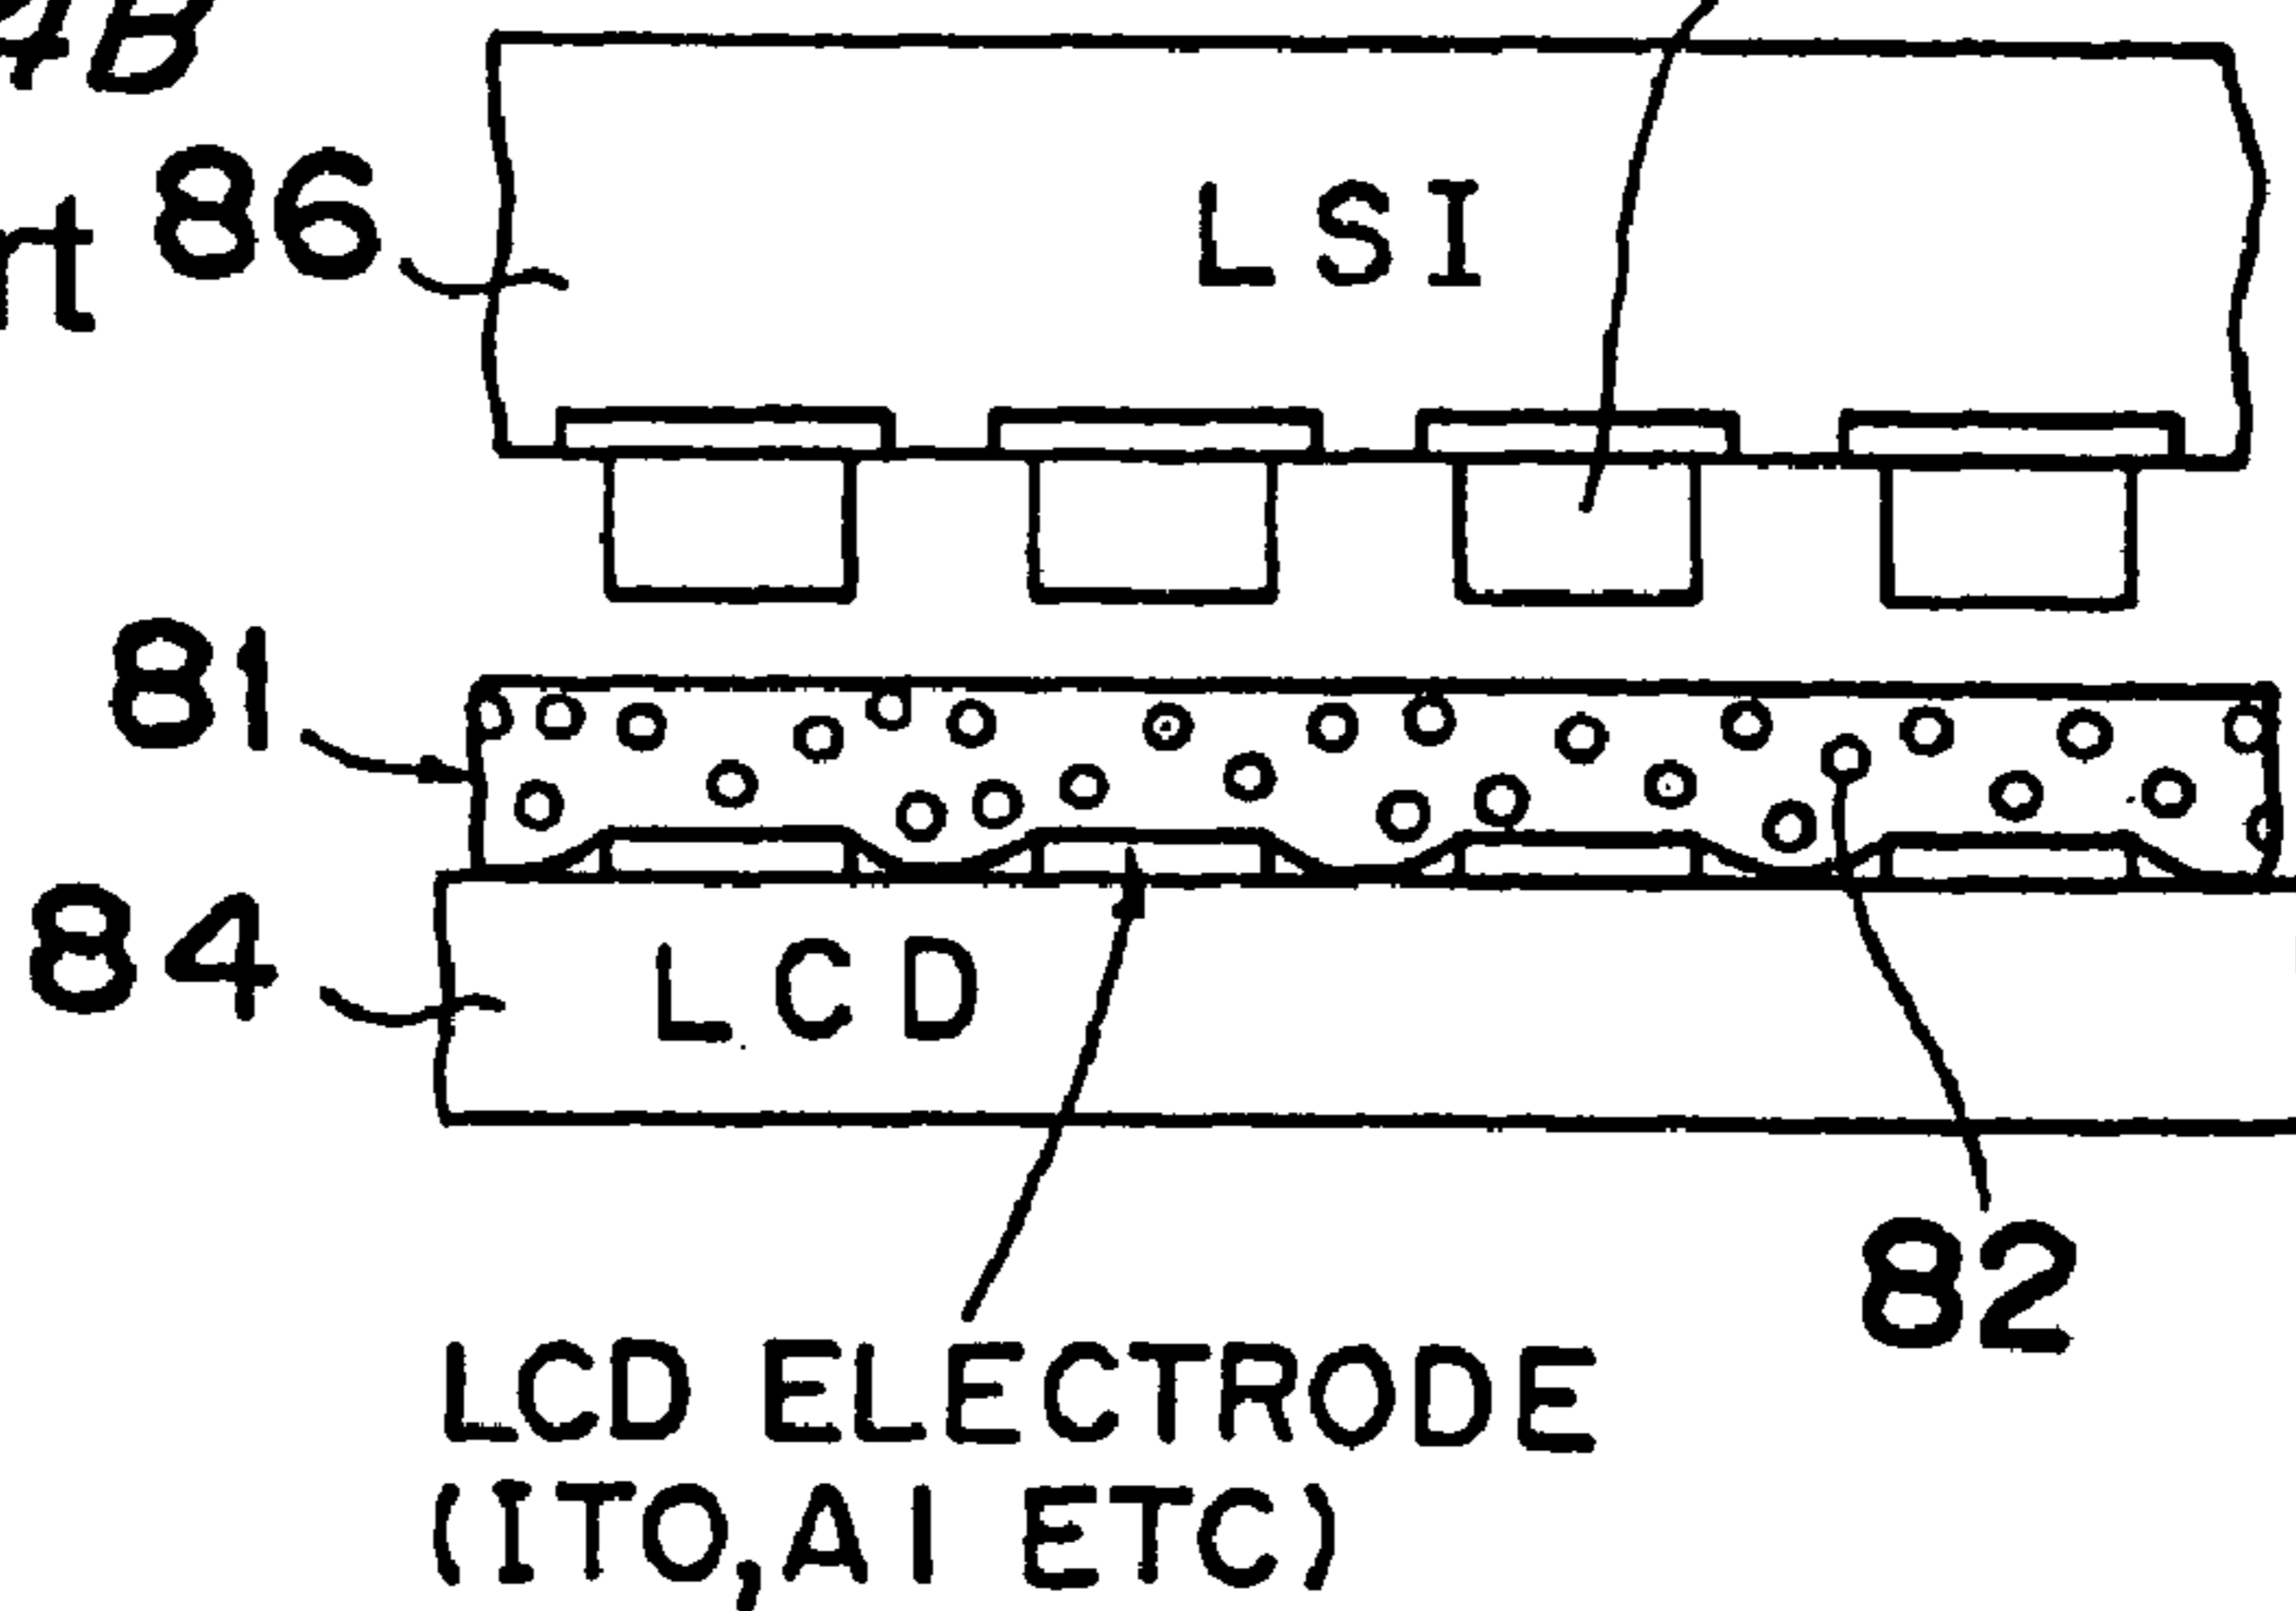 4B
rt 86
LSI
81
84
LCD
82
LCD ELECTRODE
(ITO,Al ETC)